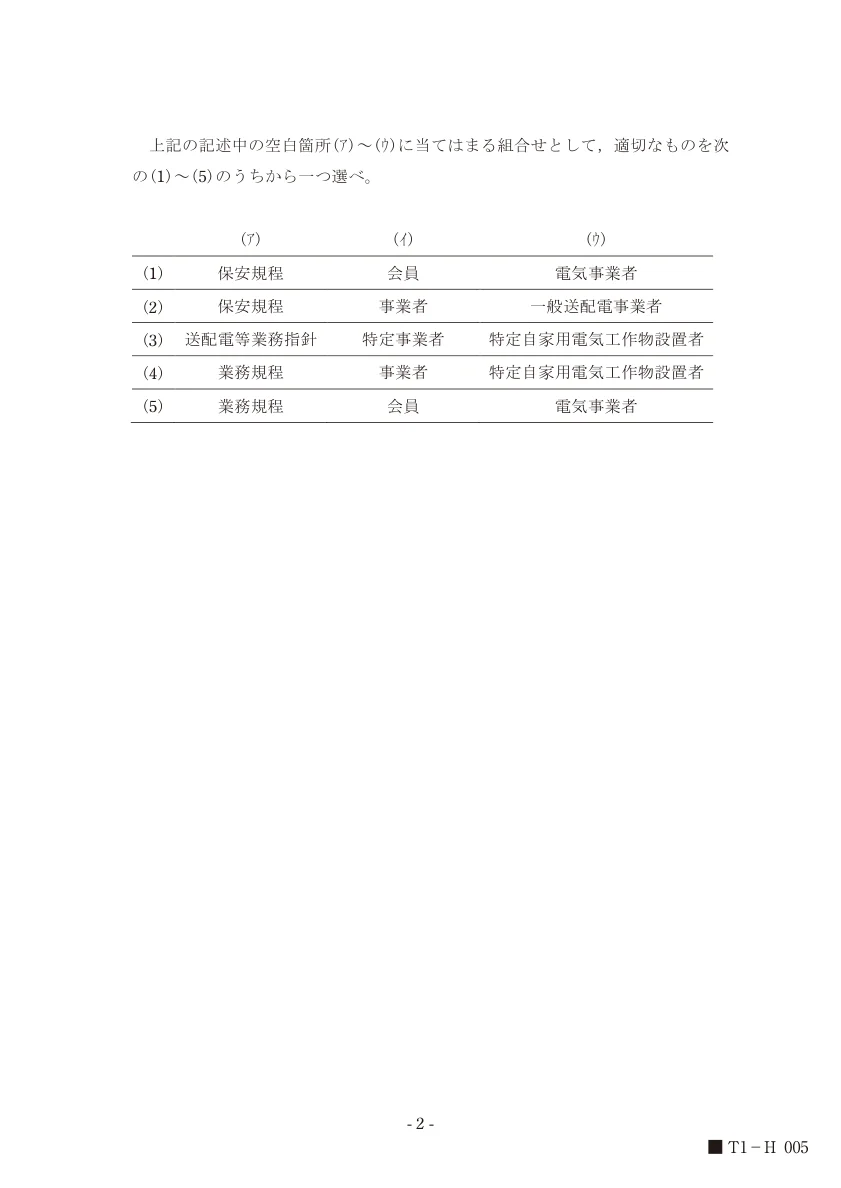 上記の記述中の空白箇所(ｱ)～(ｳ)に当てはまる組合せとして，適切なものを次
の(1)～(5)のうちから一つ選べ。
(ｱ) (ｲ) (ｳ)
(1) 保安規程 会員 電気事業者
(2) 保安規程 事業者 一般送配電事業者
(3) 送配電等業務指針 特定事業者 特定自家用電気工作物設置者
(4) 業務規程 事業者 特定自家用電気工作物設置者
(5) 業務規程 会員 電気事業者
- 2 -
■ T1－H 005